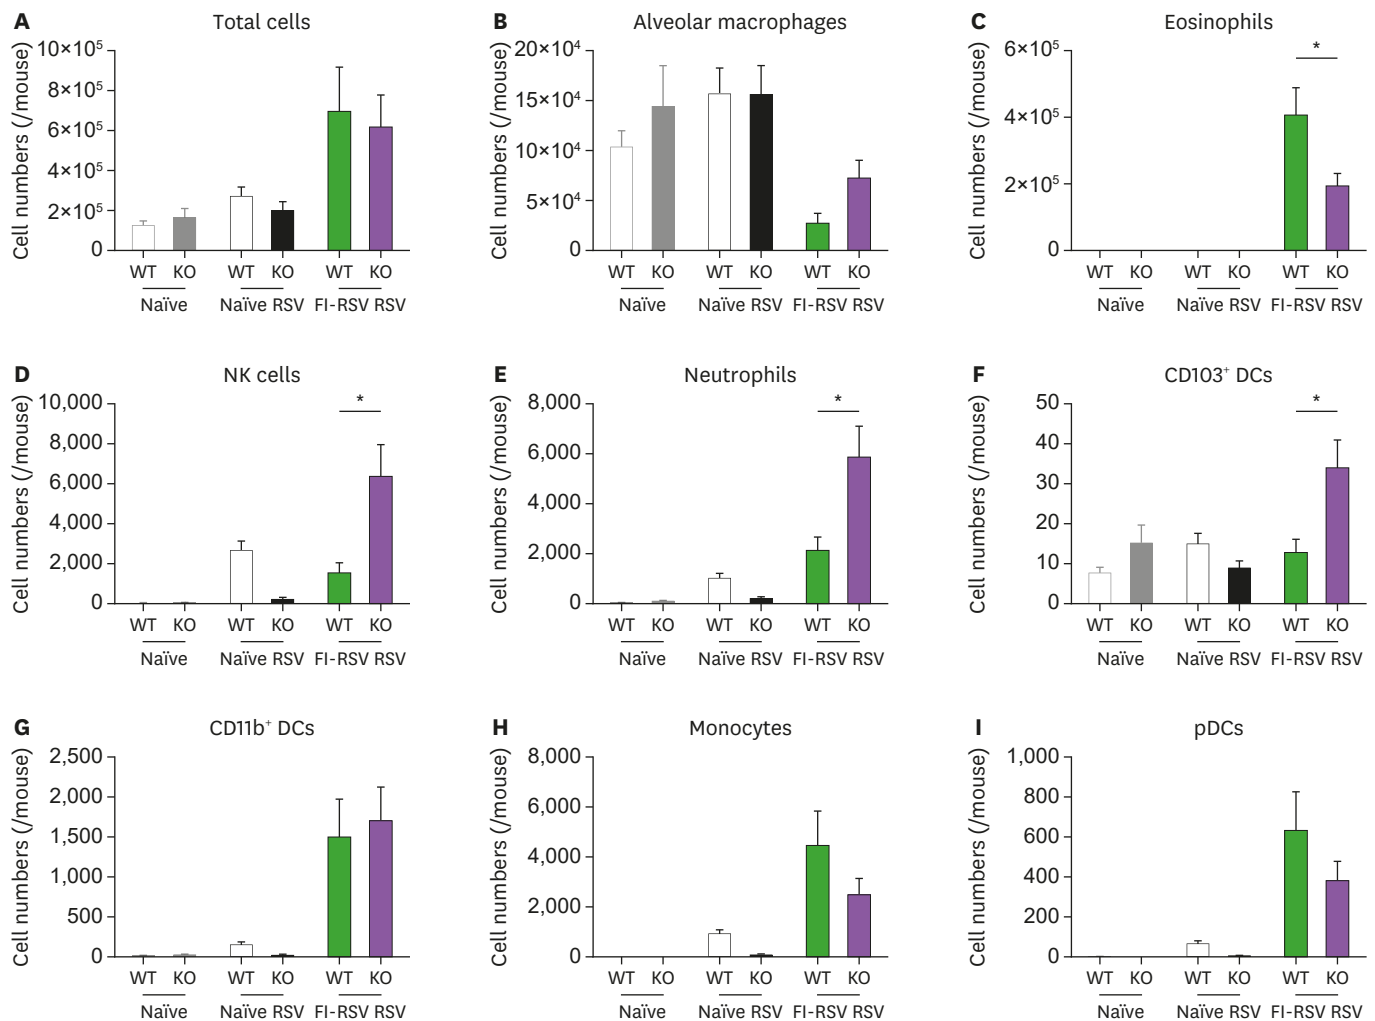 A Total cells
Cell numbers (/mouse)
10×10⁵
8×10⁵
6×10⁵
4×10⁵
2×10⁵
0
WT KO WT KO WT KO
Naïve Naïve RSV FI-RSV RSV
B Alveolar macrophages
Cell numbers (/mouse)
20×10⁴
15×10⁴
10×10⁴
5×10⁴
0
WT KO WT KO WT KO
Naïve Naïve RSV FI-RSV RSV
C Eosinophils
Cell numbers (/mouse)
6×10⁵
4×10⁵
2×10⁵
0
*
WT KO WT KO WT KO
Naïve Naïve RSV FI-RSV RSV
D NK cells
Cell numbers (/mouse)
10,000
8,000
6,000
4,000
2,000
0
*
WT KO WT KO WT KO
Naïve Naïve RSV FI-RSV RSV
E Neutrophils
Cell numbers (/mouse)
8,000
6,000
4,000
2,000
0
*
WT KO WT KO WT KO
Naïve Naïve RSV FI-RSV RSV
F CD103⁺ DCs
Cell numbers (/mouse)
50
40
30
20
10
0
*
WT KO WT KO WT KO
Naïve Naïve RSV FI-RSV RSV
G CD11b⁺ DCs
Cell numbers (/mouse)
2,500
2,000
1,500
1,000
500
0
WT KO WT KO WT KO
Naïve Naïve RSV FI-RSV RSV
H Monocytes
Cell numbers (/mouse)
8,000
6,000
4,000
2,000
0
WT KO WT KO WT KO
Naïve Naïve RSV FI-RSV RSV
I pDCs
Cell numbers (/mouse)
1,000
800
600
400
200
0
WT KO WT KO WT KO
Naïve Naïve RSV FI-RSV RSV